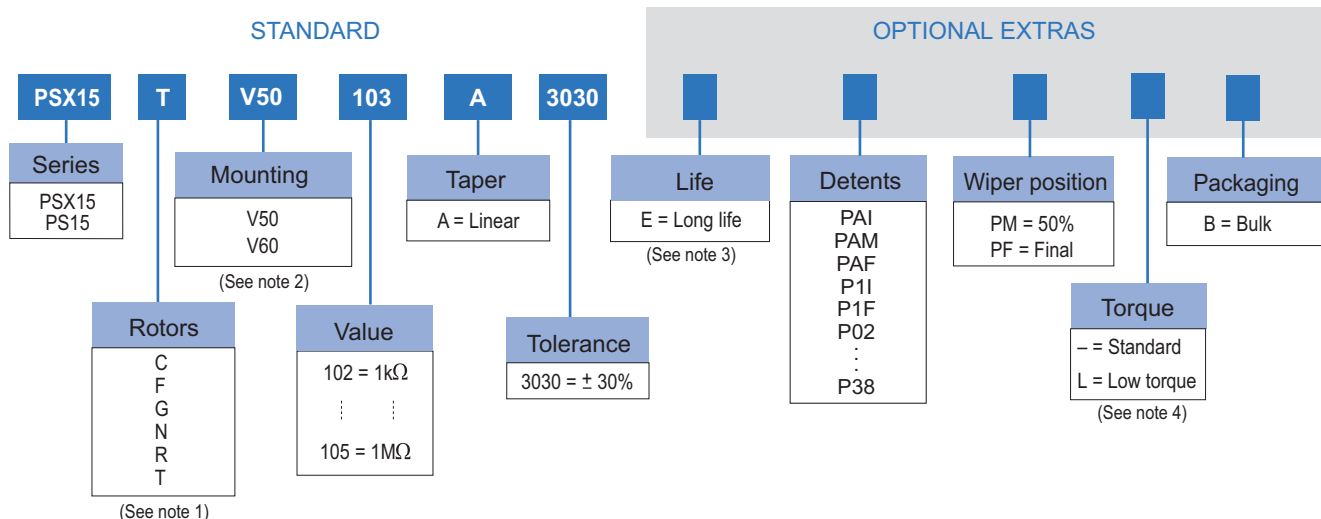 STANDARD
OPTIONAL EXTRAS
PSX15 T V50 103 A 3030
Series
PSX15
PS15
Rotors
C
F
G
N
R
T
(See note 1)
Mounting
V50
V60
(See note 2)
Value
102 = 1kΩ
105 = 1MΩ
Taper
A = Linear
Tolerance
3030 = ± 30%
Life
E = Long life
(See note 3)
Detents
PAI
PAM
PAF
P1I
P1F
P02
P38
Wiper position
PM = 50%
PF = Final
Torque
– = Standard
L = Low torque
(See note 4)
Packaging
B = Bulk